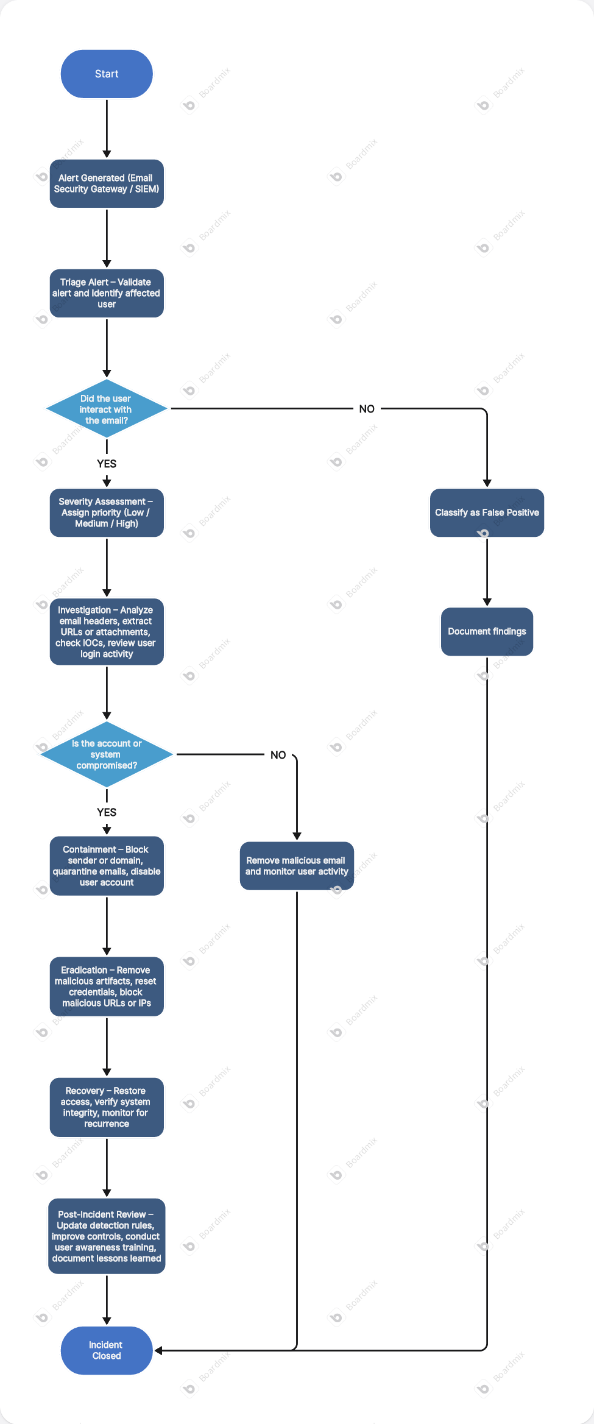 Start
Alert Generated (Email
Security Gateway / SIEM)
Triage Alert – Validate
alert and identify affected
user
Did the user
interact with
the email?
NO
YES
Severity Assessment –
Assign priority (Low /
Medium / High)
Classify as False Positive
Investigation – Analyze
email headers, extract
URLs or attachments,
check IOCs, review user
login activity
Document findings
Is the account or
system
compromised?
NO
YES
Containment – Block
sender or domain,
quarantine emails, disable
user account
Remove malicious email
and monitor user activity
Eradication – Remove
malicious artifacts, reset
credentials, block
malicious URLs or IPs
Recovery – Restore
access, verify system
integrity, monitor for
recurrence
Post-Incident Review –
Update detection rules,
improve controls, conduct
user awareness training,
document lessons learned
Incident
Closed
Boardmix